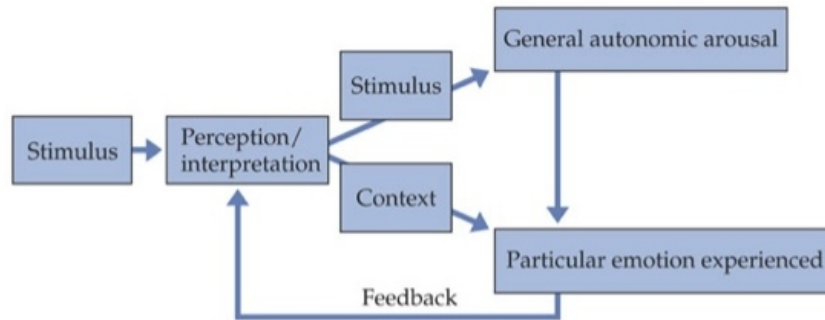 General autonomic arousal
Stimulus
Stimulus
Perception/
interpretation
Context
Particular emotion experienced
Feedback